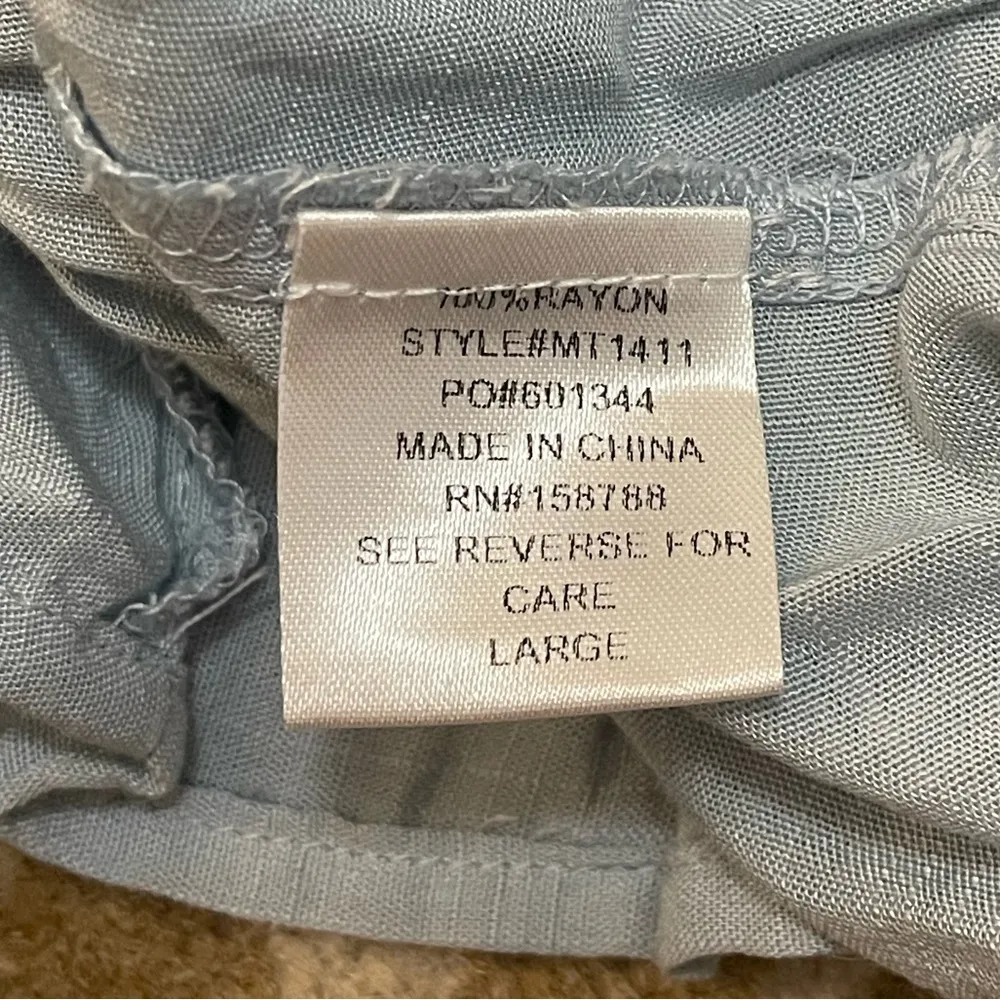 100% RAYON
STYLE#MT1411
PO#601344
MADE IN CHINA
RN#158788
SEE REVERSE FOR
CARE
LARGE